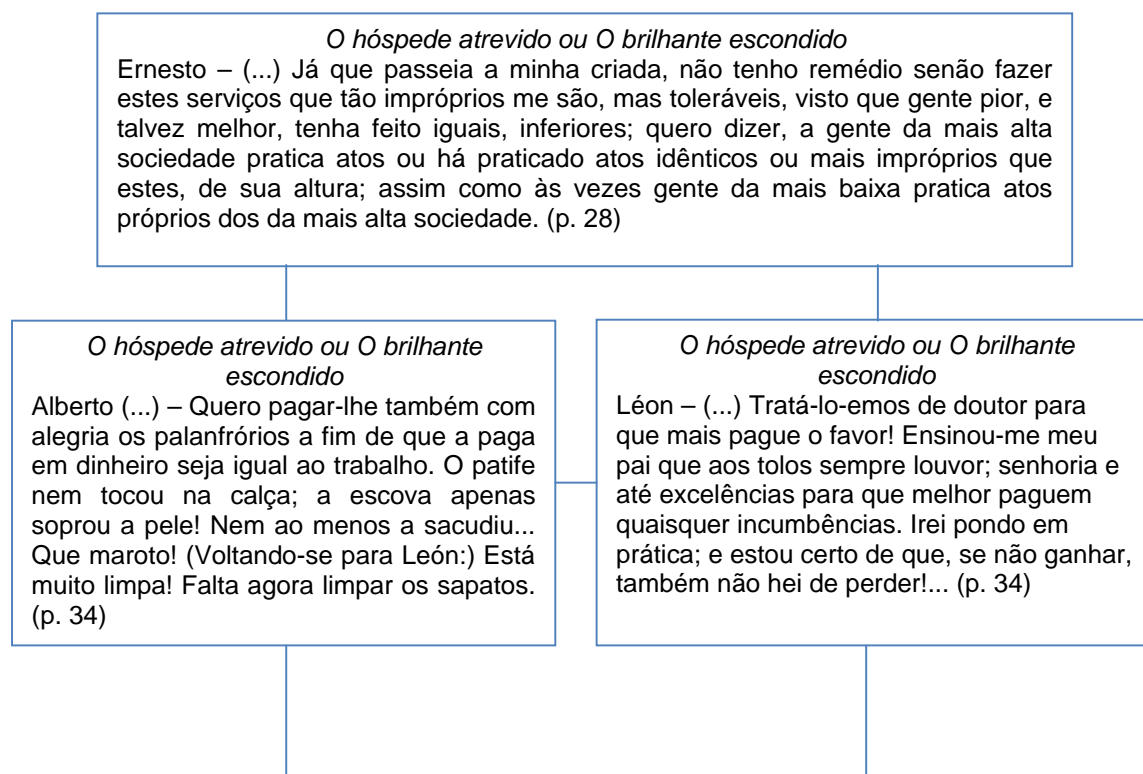 O hóspede atrevido ou O brilhante escondido
Ernesto – (...) Já que passeia a minha criada, não tenho remédio senão fazer
estes serviços que tão impróprios me são, mas toleráveis, visto que gente pior, e
talvez melhor, tenha feito iguais, inferiores; quero dizer, a gente da mais alta
sociedade pratica atos ou há praticado atos idênticos ou mais impróprios que
estes, de sua altura; assim como às vezes gente da mais baixa pratica atos
próprios dos da mais alta sociedade. (p. 28)
O hóspede atrevido ou O brilhante
escondido
Alberto (...) – Quero pagar-lhe também com
alegria os palanfrórios a fim de que a paga
em dinheiro seja igual ao trabalho. O patife
nem tocou na calça; a escova apenas
soprou a pele! Nem ao menos a sacudiu...
Que maroto! (Voltando-se para León:) Está
muito limpa! Falta agora limpar os sapatos.
(p. 34)
O hóspede atrevido ou O brilhante
escondido
Léon – (...) Tratá-lo-emos de doutor para
que mais pague o favor! Ensinou-me meu
pai que aos tolos sempre louvor; senhoria e
até excelências para que melhor paguem
quaisquer incumbências. Irei pondo em
prática; e estou certo de que, se não ganhar,
também não hei de perder!... (p. 34)